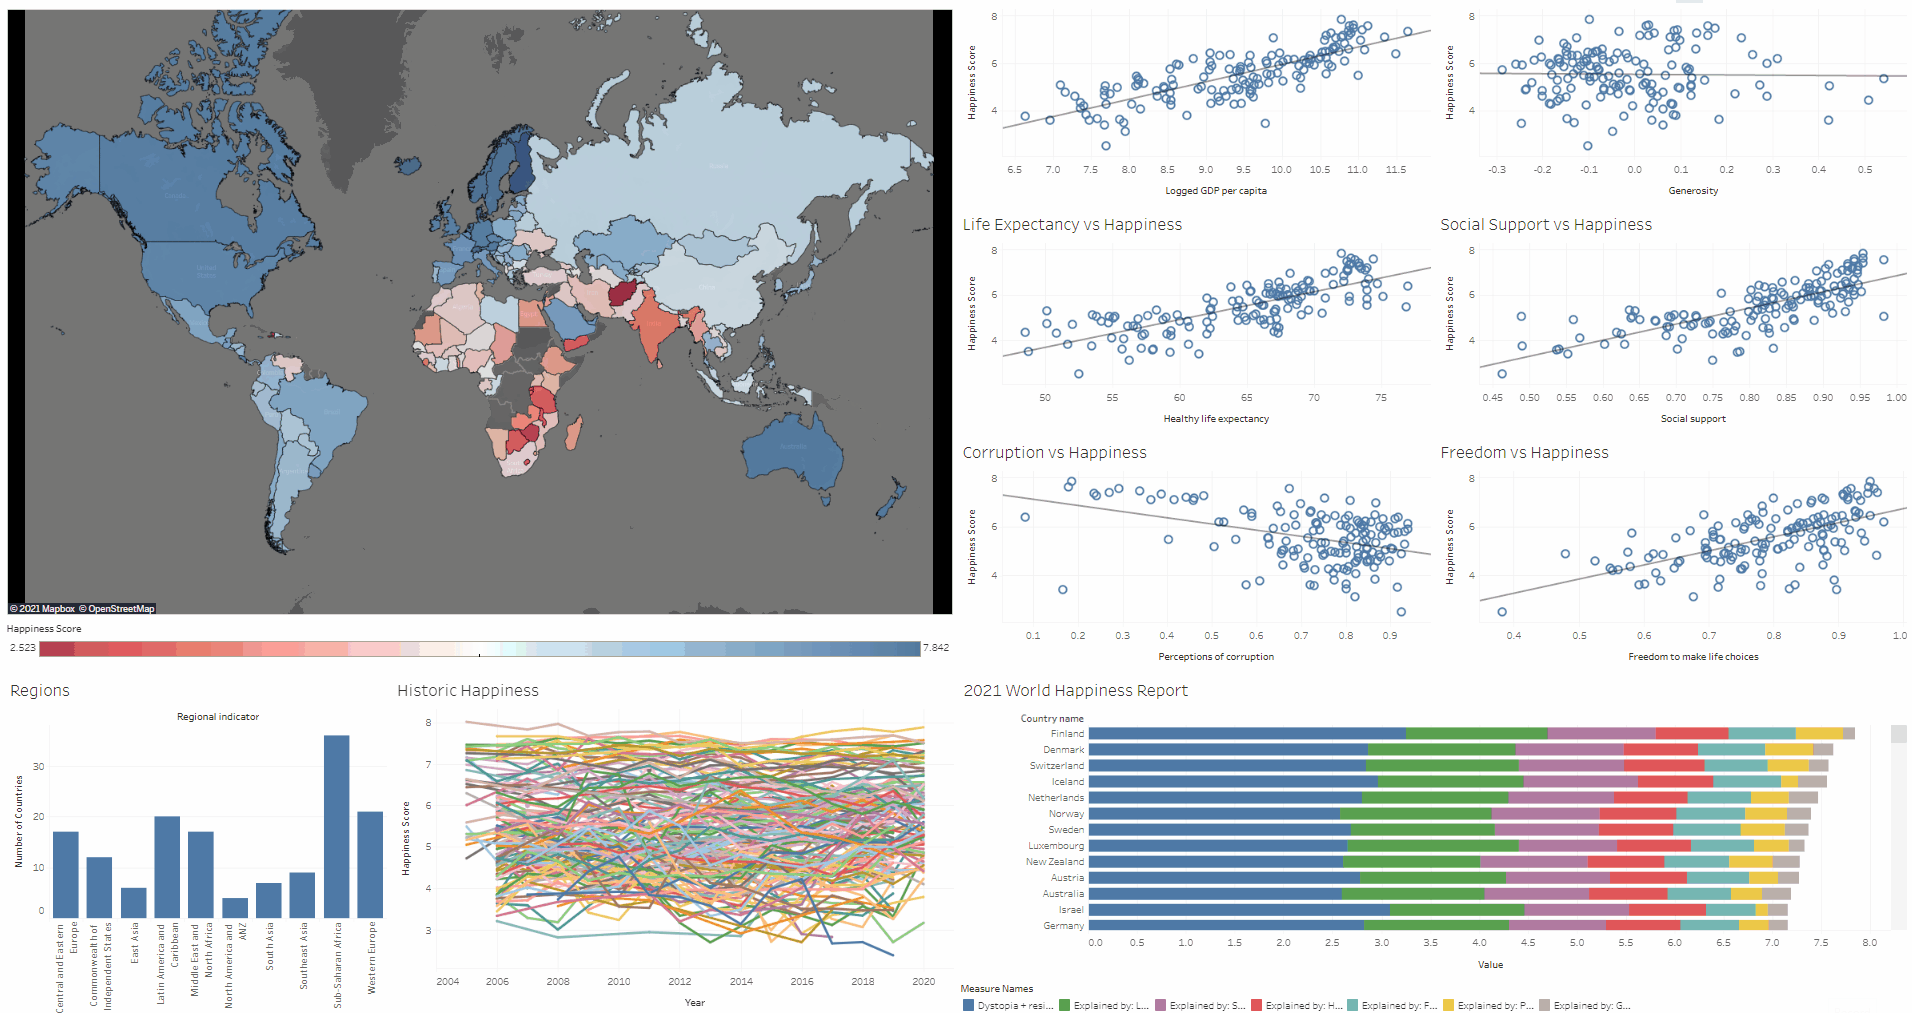 © 2021 Mapbox © OpenStreetMap
Happiness Score
2.523
7.842
Happiness Score
8
6
4
6.5 7.0 7.5 8.0 8.5 9.0 9.5 10.0 10.5 11.0 11.5
Logged GDP per capita
Happiness Score
8
6
4
-0.3 -0.2 -0.1 0.0 0.1 0.2 0.3 0.4 0.5
Generosity
Life Expectancy vs Happiness
Happiness Score
8
6
4
50 55 60 65 70 75
Healthy life expectancy
Social Support vs Happiness
Happiness Score
8
6
4
0.45 0.50 0.55 0.60 0.65 0.70 0.75 0.80 0.85 0.90 0.95 1.00
Social support
Corruption vs Happiness
Happiness Score
8
6
4
0.1 0.2 0.3 0.4 0.5 0.6 0.7 0.8 0.9
Perceptions of corruption
Freedom vs Happiness
Happiness Score
8
6
4
0.4 0.5 0.6 0.7 0.8 0.9 1.0
Freedom to make life choices
Regions
Regional indicator
Number of Countries
30
20
10
0
Central and Eastern
Europe
Commonwealth of
Independent States
East Asia
Latin America and
Caribbean
Middle East and
North Africa
North America and
ANZ
South Asia
Southeast Asia
Sub-Saharan Africa
Western Europe
Historic Happiness
Happiness Score
8
7
6
5
4
3
2004 2006 2008 2010 2012 2014 2016 2018 2020
Year
2021 World Happiness Report
Country name
Finland
Denmark
Switzerland
Iceland
Netherlands
Norway
Sweden
Luxembourg
New Zealand
Austria
Australia
Israel
Germany
0.0 0.5 1.0 1.5 2.0 2.5 3.0 3.5 4.0 4.5 5.0 5.5 6.0 6.5 7.0 7.5 8.0
Value
Measure Names
Dystopia + resi...
Explained by: L...
Explained by: S...
Explained by: H...
Explained by: F...
Explained by: P...
Explained by: G...